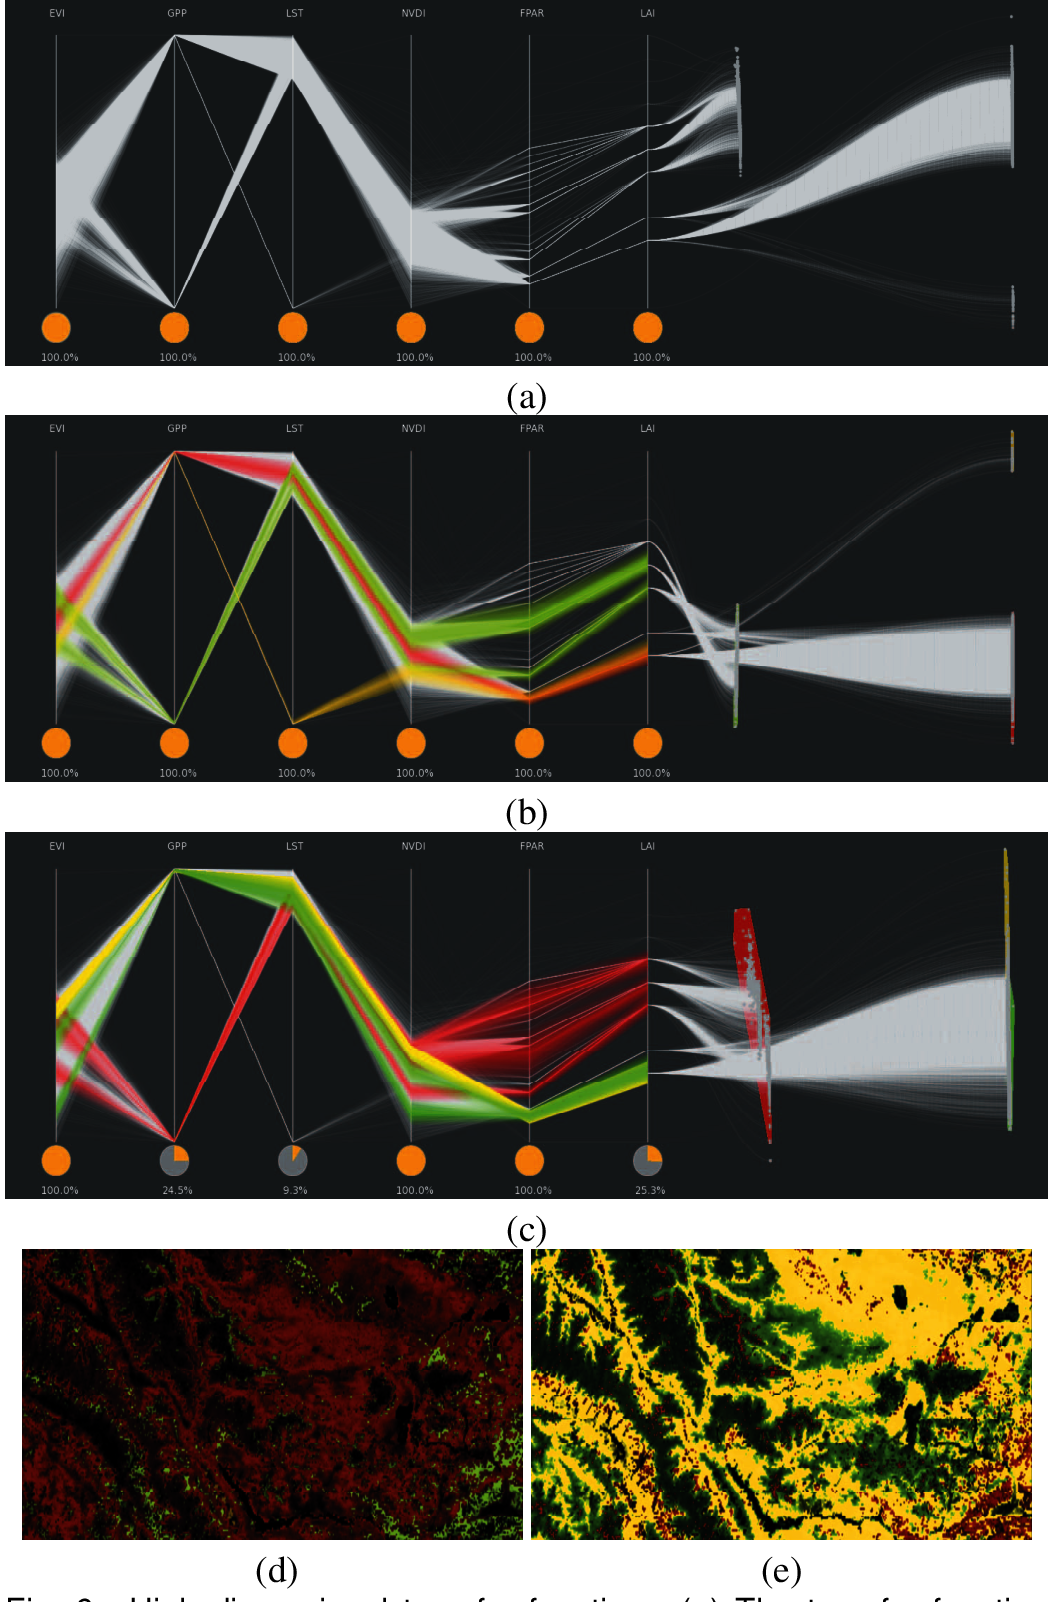 EVI GPP LST NVDI FPAR LAI
100.0% 100.0% 100.0% 100.0% 100.0% 100.0%
(a)
EVI GPP LST NVDI FPAR LAI
100.0% 100.0% 100.0% 100.0% 100.0% 100.0%
(b)
EVI GPP LST NVDI FPAR LAI
100.0% 24.5% 9.3% 100.0% 100.0% 25.3%
(c)
(d) (e)